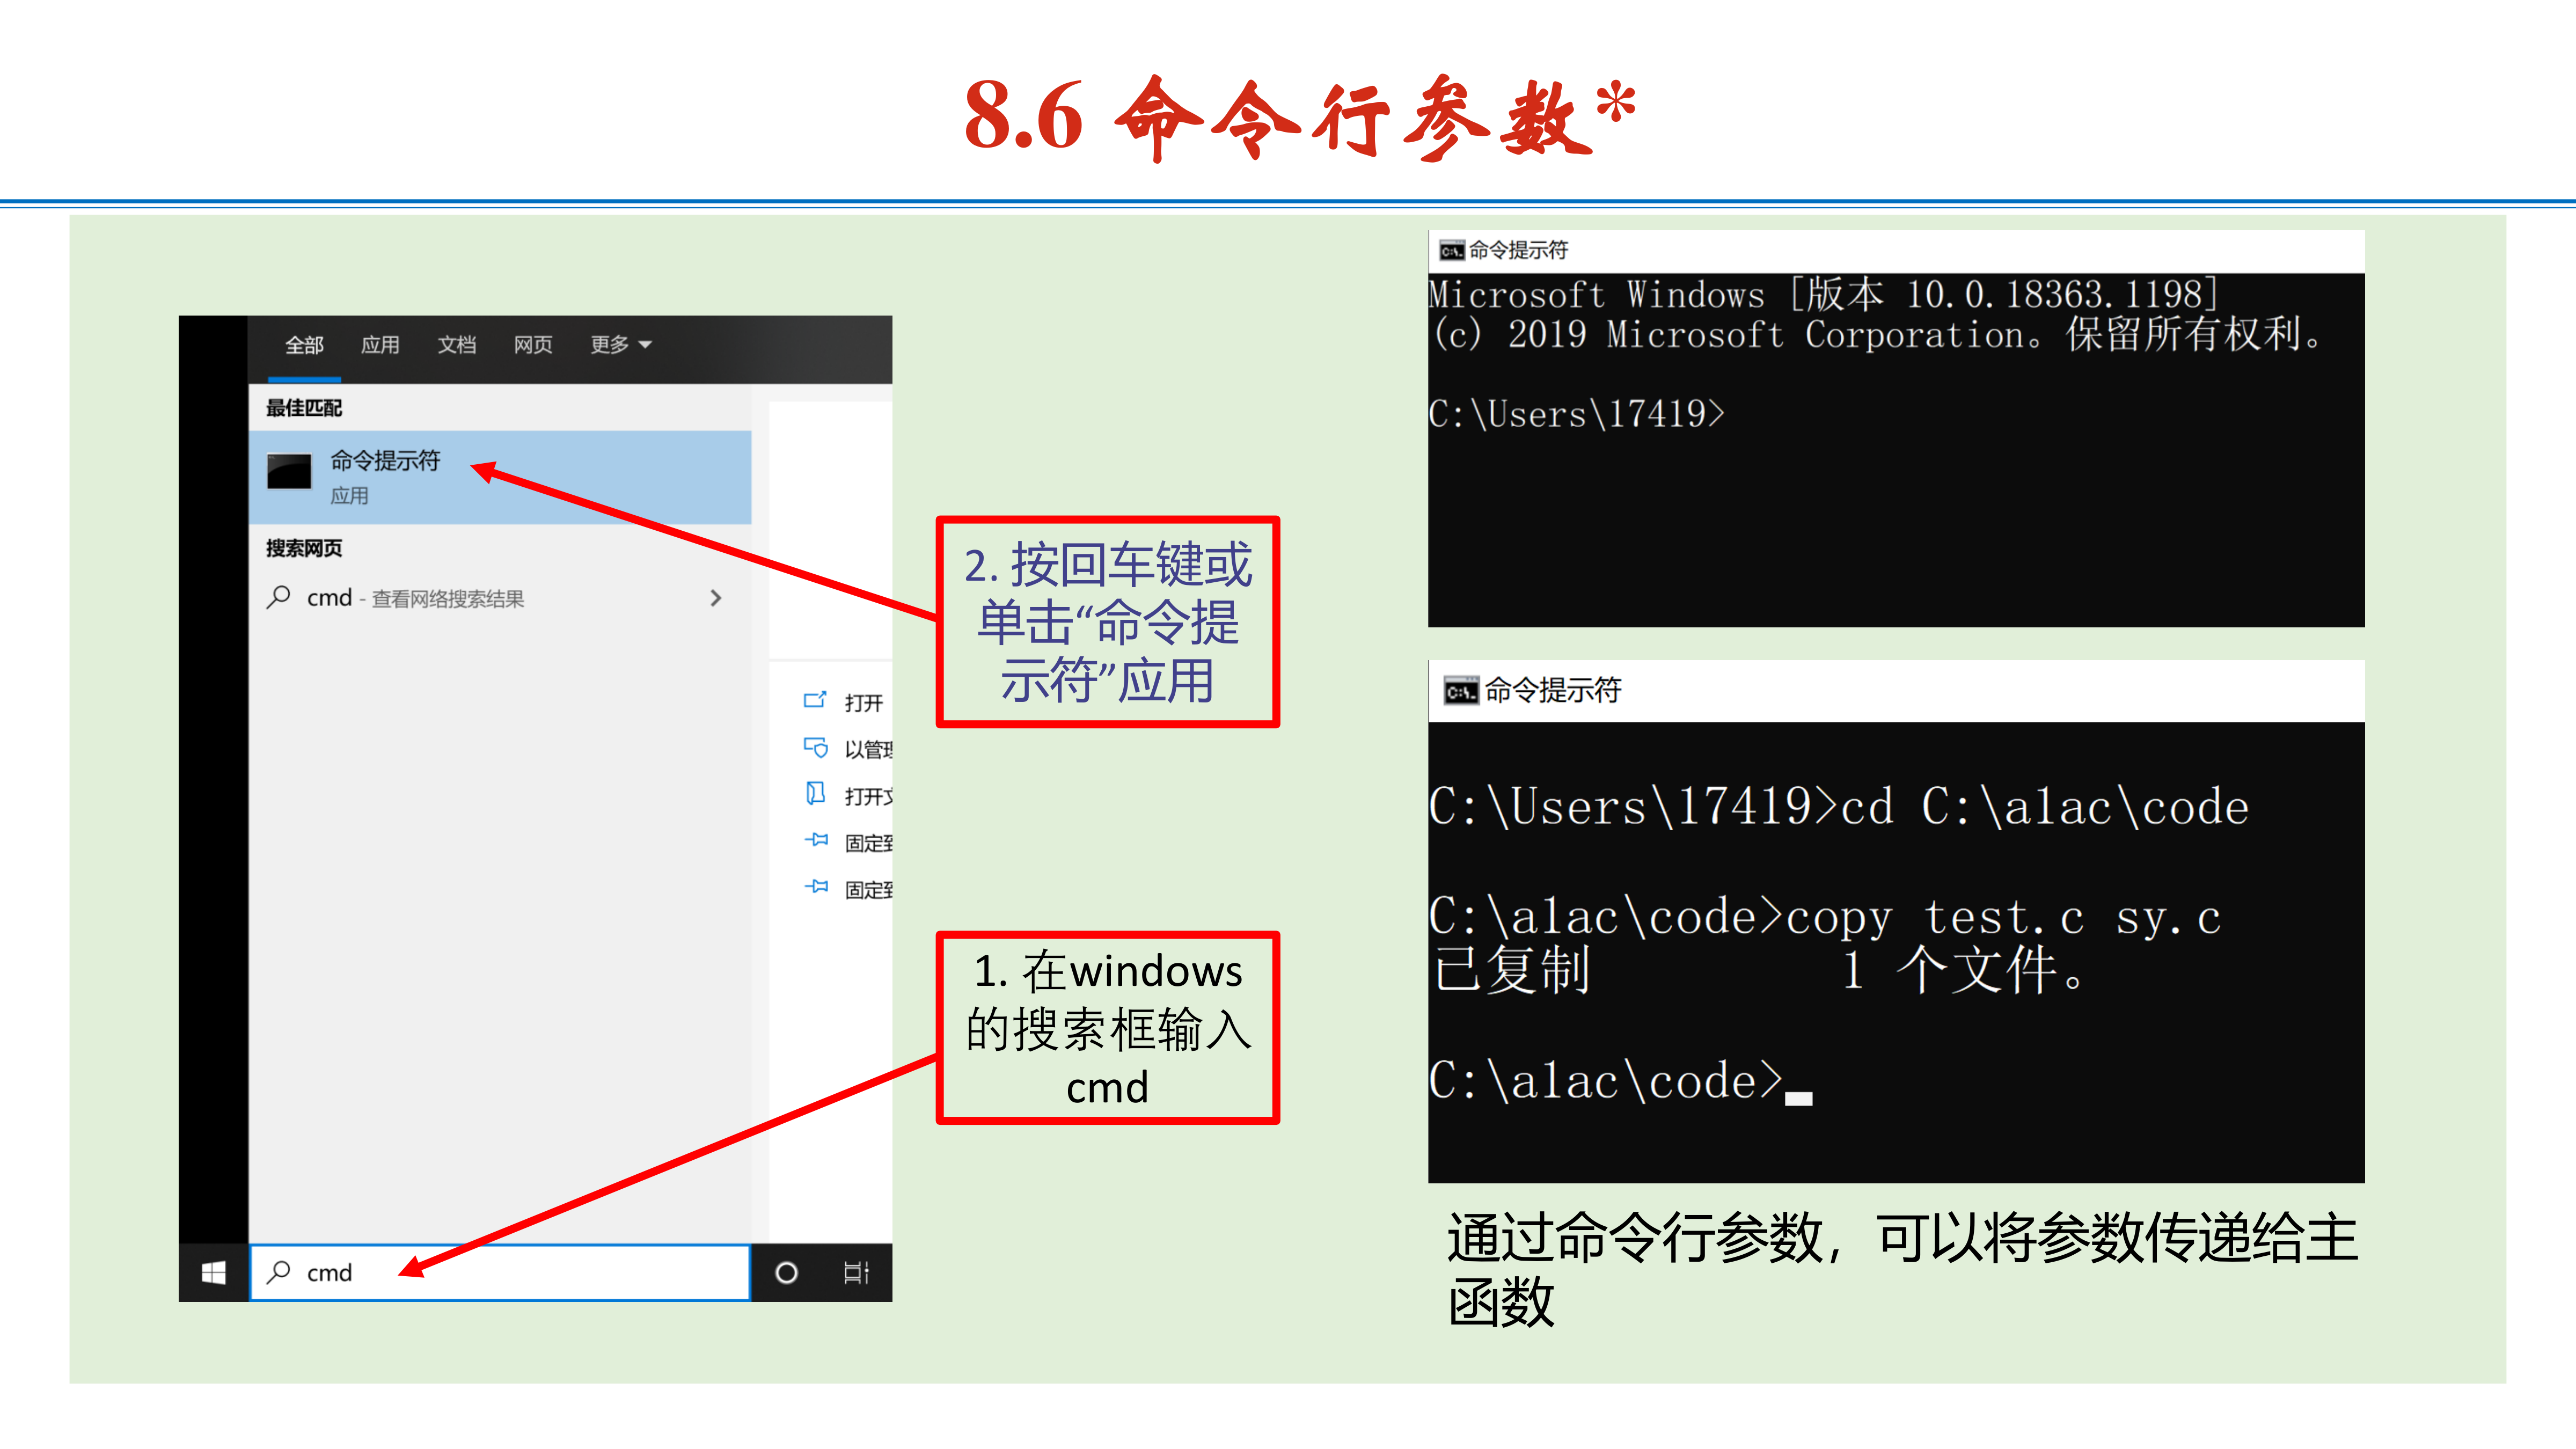 8.6 命令行参数*
全部 应用 文档 网页 更多
最佳匹配
命令提示符
应用
搜索网页
cmd - 查看网络搜索结果
打开
以管理
打开文
固定到
固定到
cmd
2. 按回车键或
单击“命令提
示符”应用
1. 在windows
的搜索框输入
cmd
命令提示符
Microsoft Windows [版本 10.0.18363.1198]
(c) 2019 Microsoft Corporation。保留所有权利。
C:\Users\17419>
命令提示符
C:\Users\17419>cd C:\alac\code
C:\alac\code>copy test.c sy.c
已复制         1 个文件。
C:\alac\code>
通过命令行参数，可以将参数传递给主
函数